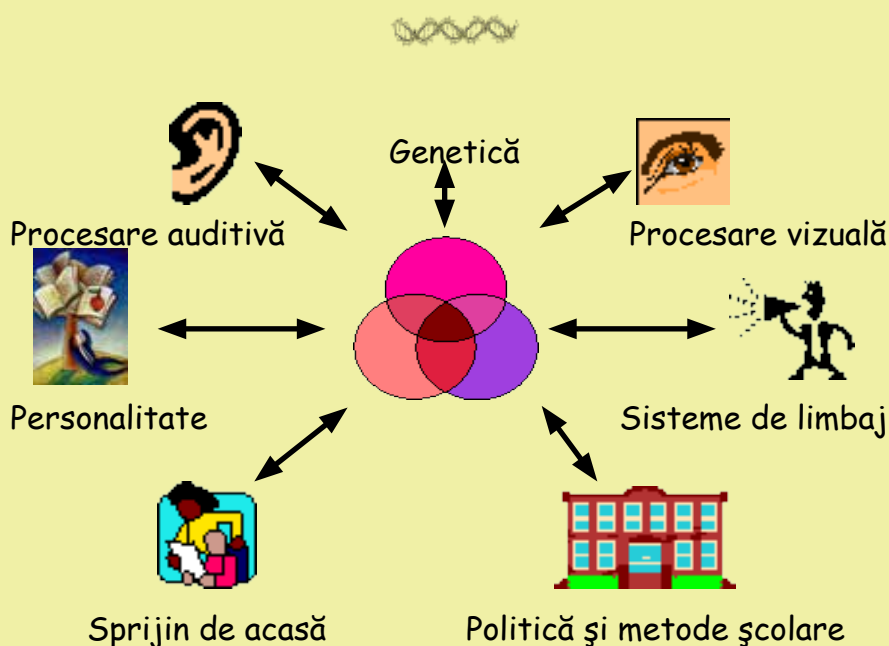 Genetică
Procesare auditivă
Procesare vizuală
Personalitate
Sisteme de limbaj
Sprijin de acasă
Politică şi metode şcolare